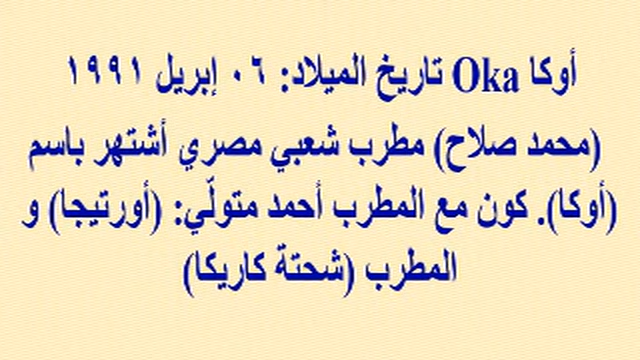 أوكا Oka تاريخ الميلاد: ٠٦ إبريل ١٩٩١
(محمد صلاح) مطرب شعبي مصري أشتهر باسم
(أوكا). كون مع المطرب أحمد متولّي: (أورتيجا) و
المطرب (شحتة كاريكا)